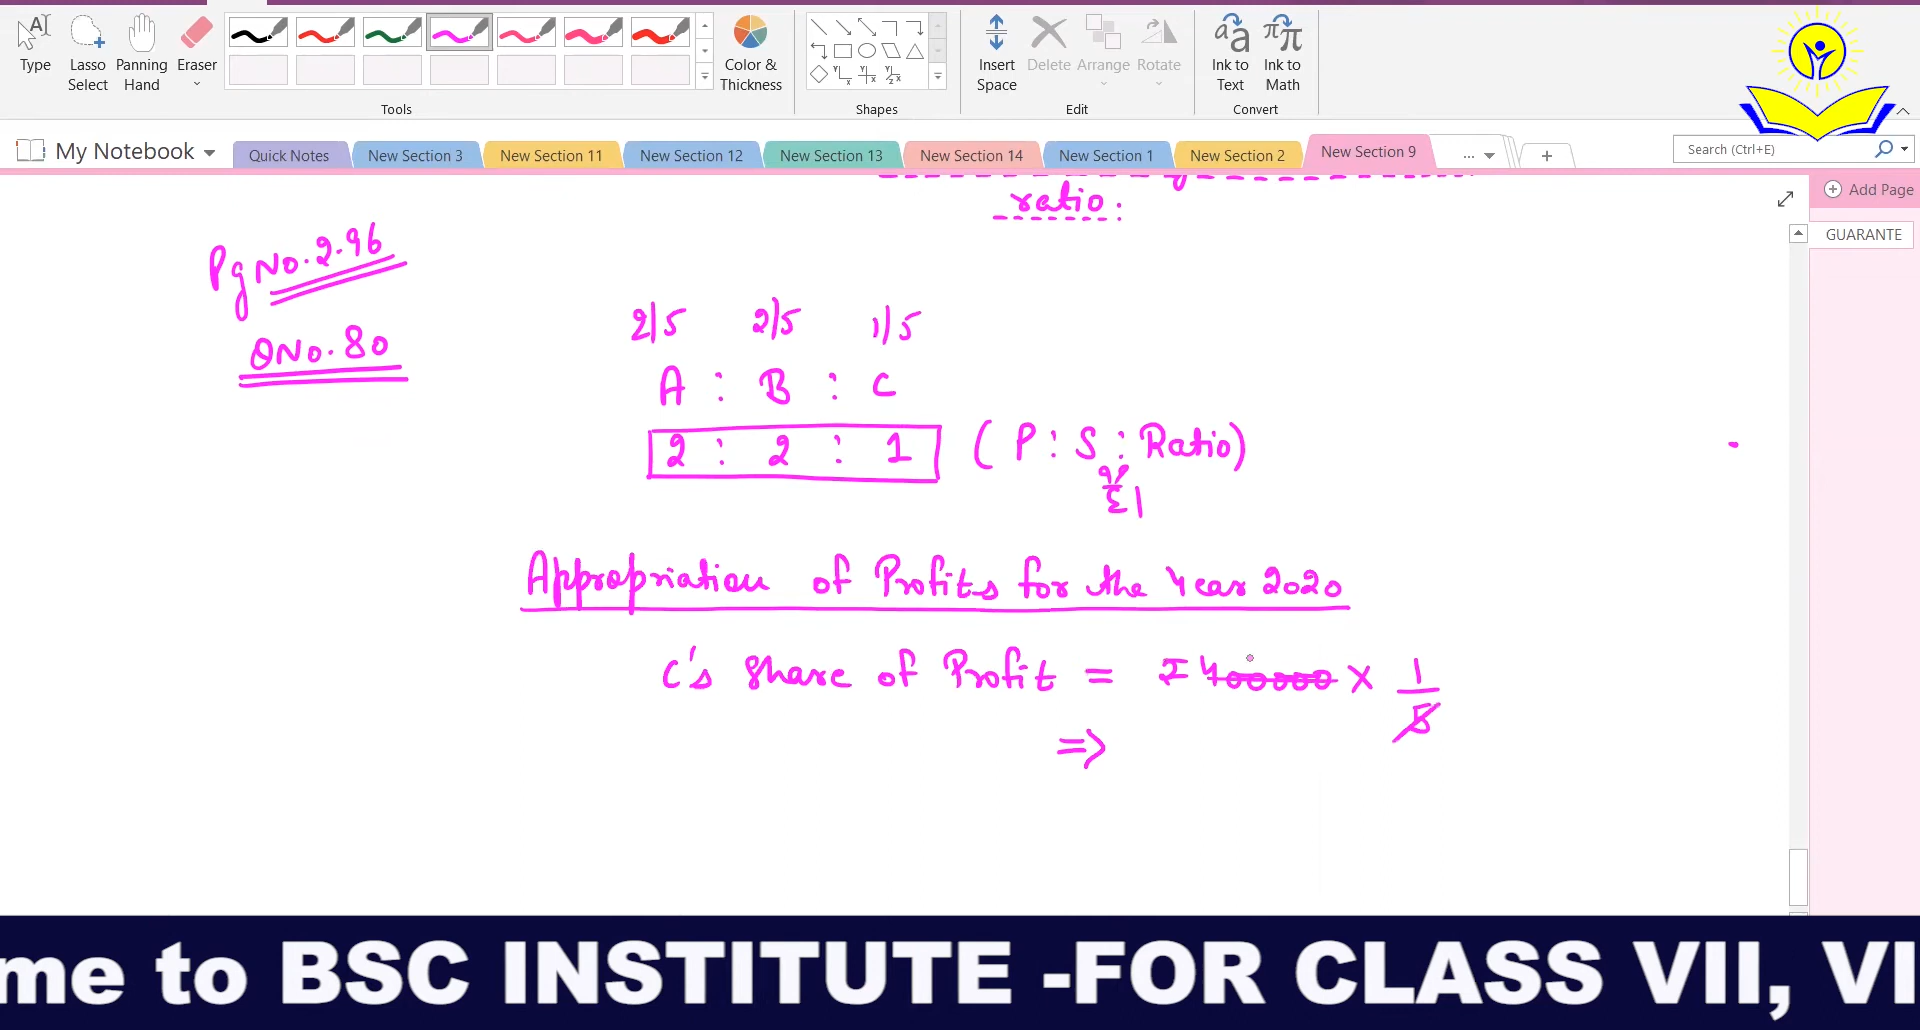 Type
Lasso Select
Panning Hand
Eraser
Color & Thickness
Insert Space
Delete
Arrange
Rotate
Ink to Text
Ink to Math
Tools
Shapes
Edit
Convert
My Notebook
Quick Notes
New Section 3
New Section 11
New Section 12
New Section 13
New Section 14
New Section 1
New Section 2
New Section 9
...
Search (Ctrl+E)
Add Page
GUARANTE
ratio.
Pg No. 2.96
QNo. 80
2/5 2/5 1/5
A : B : C
2 : 2 : 1 ( P : S : Ratio)
Appropriation of Profits for the Year 2020
C's Share of Profit = ₹ 400000 × 1/5
⇒
me to BSC INSTITUTE -FOR CLASS VII, VI